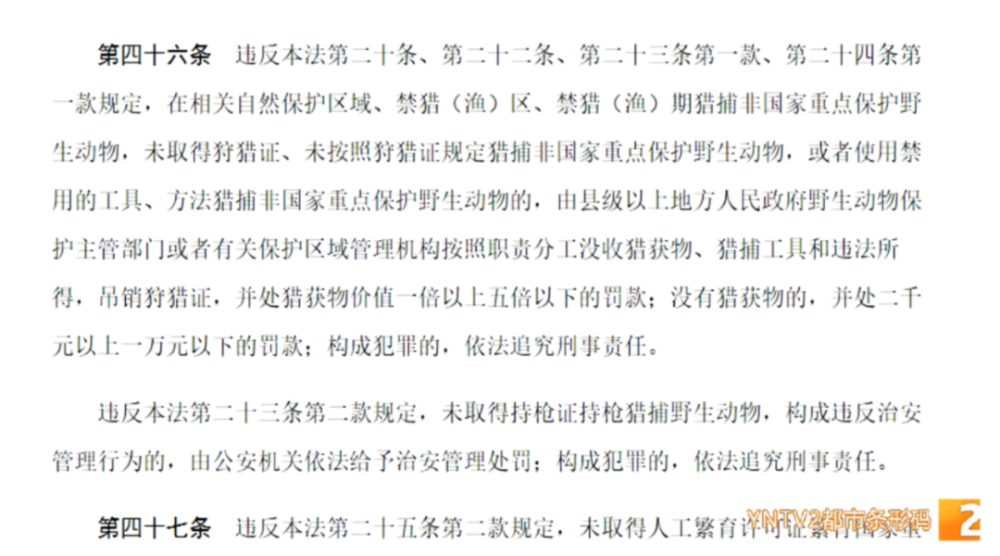 第四十六条 违反本法第二十条、第二十二条、第二十三条第一款、第二十四条第
一款规定，在相关自然保护区域、禁猎（渔）区、禁猎（渔）期猎捕非国家重点保护野
生动物，未取得狩猎证、未按照狩猎证规定猎捕非国家重点保护野生动物，或者使用禁
用的工具、方法猎捕非国家重点保护野生动物的，由县级以上地方人民政府野生动物保
护主管部门或者有关保护区域管理机构按照职责分工没收猎获物、猎捕工具和违法所
得，吊销狩猎证，并处猎获物价值一倍以上五倍以下的罚款；没有猎获物的，并处二千
元以上一万元以下的罚款；构成犯罪的，依法追究刑事责任。
违反本法第二十三条第二款规定，未取得持枪证持枪猎捕野生动物，构成违反治安
管理行为的，由公安机关依法给予治安管理处罚；构成犯罪的，依法追究刑事责任。
第四十七条 违反本法第二十五条第二款规定，未取得人工繁育许可证繁育国家重
YNTV2都市条形码 2